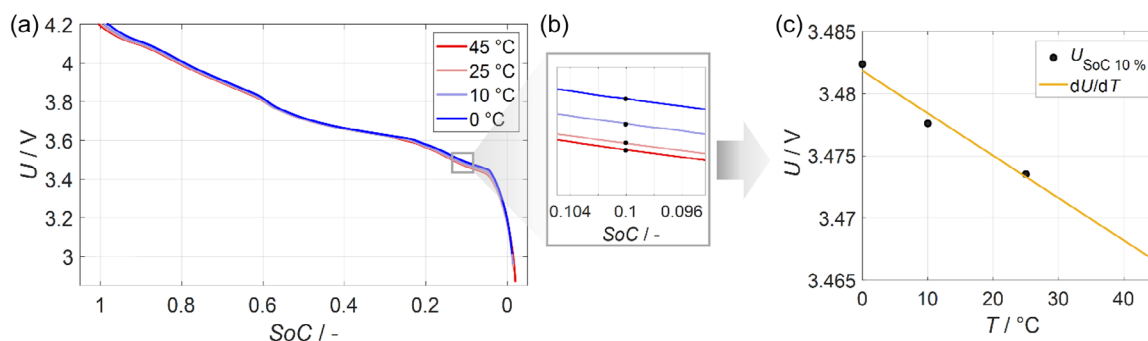 (a)
4.2
4
3.8
3.6
3.4
3.2
3
U / V
1
0.8
0.6
0.4
0.2
0
SoC / -
45 °C
25 °C
10 °C
0 °C
(b)
0.104
0.1
0.096
SoC / -
(c)
3.485
3.48
3.475
3.47
3.465
U / V
0
10
20
30
40
T / °C
U SoC 10 %
dU/dT